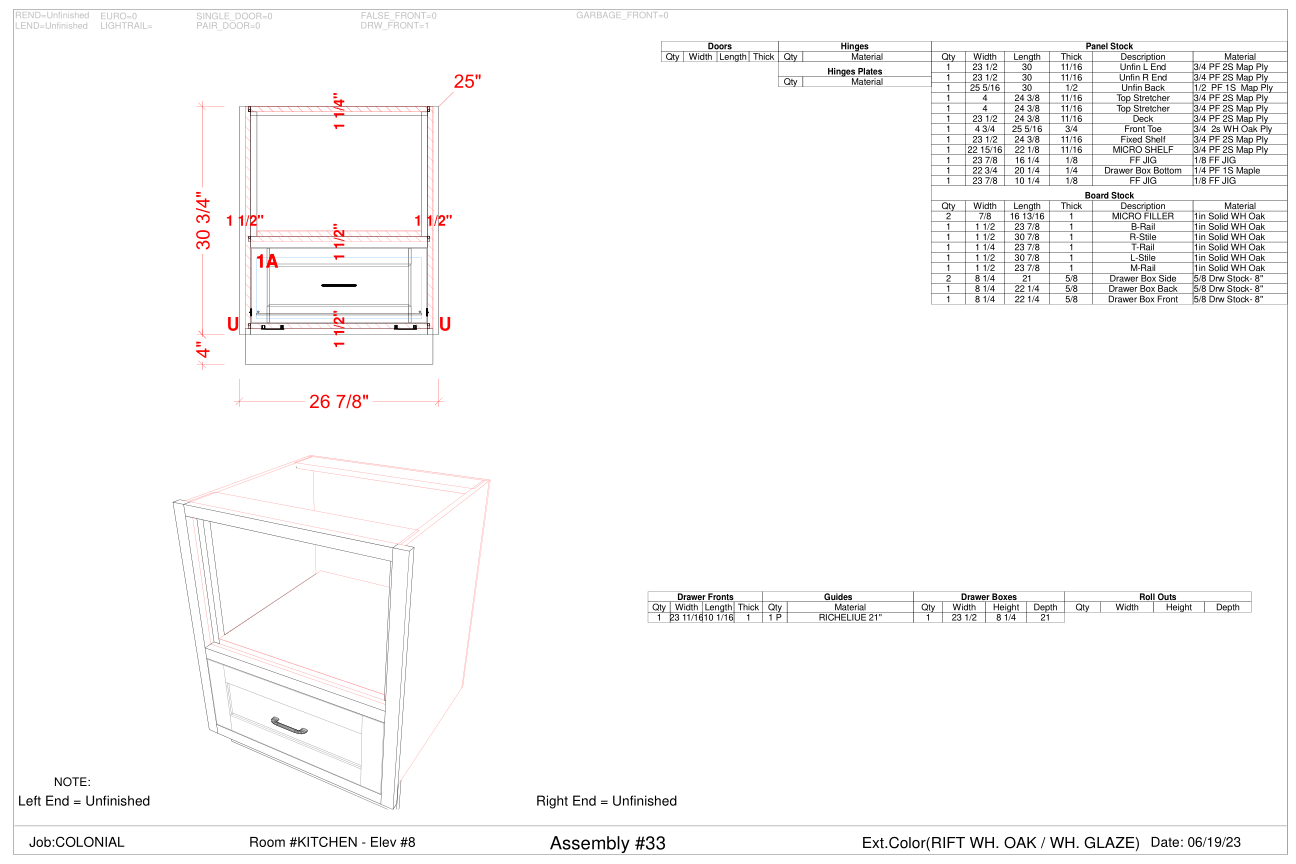 REND=Unfinished EURO=0 SINGLE_DOOR=0 FALSE_FRONT=0 GARBAGE_FRONT=0
LEND=Unfinished LIGHTRAIL= PAIR_DOOR=0 DRW_FRONT=1
25"
1 1/4"
30 3/4"
1 1/2" 1 1/2"
1 1/2"
1A
U U
1 1/2"
4"
26 7/8"
Doors
Qty Width Length Thick
Hinges
Qty Material
Hinges Plates
Qty Material
Panel Stock
Qty Width Length Thick Description Material
1 23 1/2 30 11/16 Unfin L End 3/4 PF 2S Map Ply
1 23 1/2 30 11/16 Unfin R End 3/4 PF 2S Map Ply
1 25 5/16 30 1/2 Unfin Back 1/2 PF 1S Map Ply
1 4 24 3/8 11/16 Top Stretcher 3/4 PF 2S Map Ply
1 4 24 3/8 11/16 Top Stretcher 3/4 PF 2S Map Ply
1 23 1/2 24 3/8 11/16 Deck 3/4 PF 2S Map Ply
1 4 3/4 25 5/16 3/4 Front Toe 3/4 2s WH Oak Ply
1 23 1/2 24 3/8 11/16 Fixed Shelf 3/4 PF 2S Map Ply
1 22 15/16 22 1/8 11/16 MICRO SHELF 3/4 PF 2S Map Ply
1 23 7/8 16 1/4 1/8 FF JIG 1/8 FF JIG
1 22 3/4 20 1/4 1/4 Drawer Box Bottom 1/4 PF 1S Maple
1 23 7/8 10 1/4 1/8 FF JIG 1/8 FF JIG
Board Stock
Qty Width Length Thick Description Material
2 7/8 16 13/16 1 MICRO FILLER 1in Solid WH Oak
1 1 1/2 23 7/8 1 B-Rail 1in Solid WH Oak
1 1 1/2 30 7/8 1 R-Stile 1in Solid WH Oak
1 1 1/4 23 7/8 1 T-Rail 1in Solid WH Oak
1 1 1/2 30 7/8 1 L-Stile 1in Solid WH Oak
1 1 1/2 23 7/8 1 M-Rail 1in Solid WH Oak
2 8 1/4 21 5/8 Drawer Box Side 5/8 Drw Stock- 8"
1 8 1/4 22 1/4 5/8 Drawer Box Back 5/8 Drw Stock- 8"
1 8 1/4 22 1/4 5/8 Drawer Box Front 5/8 Drw Stock- 8"
Drawer Fronts Guides Drawer Boxes Roll Outs
Qty Width Length Thick Qty Material Qty Width Height Depth Qty Width Height Depth
1 23 11/16 10 1/16 1 1 P RICHELIUE 21" 1 23 1/2 8 1/4 21
NOTE:
Left End = Unfinished Right End = Unfinished
Job:COLONIAL Room #KITCHEN - Elev #8 Assembly #33 Ext.Color(RIFT WH. OAK / WH. GLAZE) Date: 06/19/23